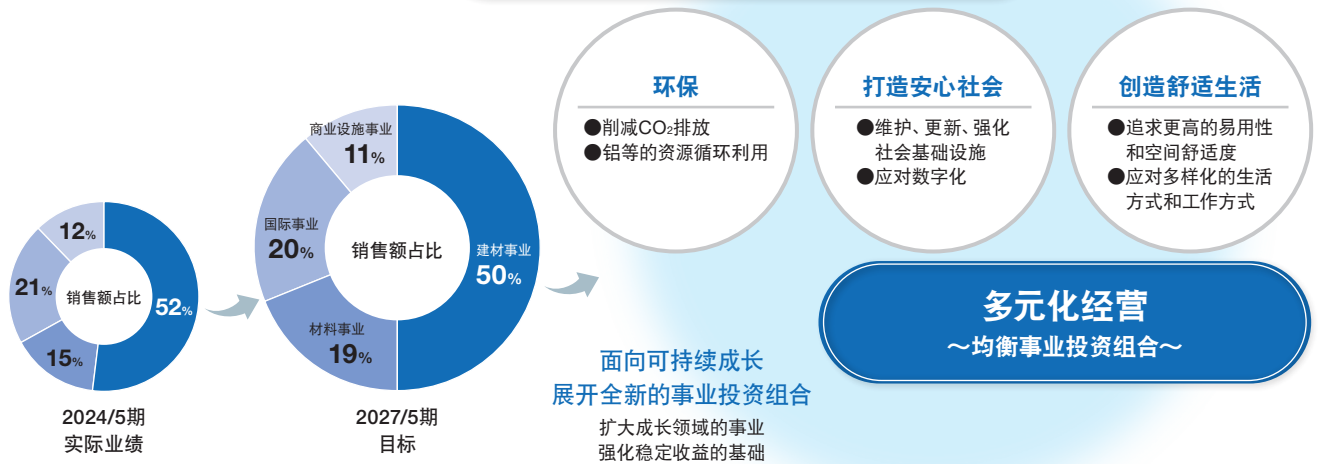 12%
21%
15%
52%
销售额占比
2024/5期
实际业绩
商业设施事业
11%
国际事业
20%
材料事业
19%
建材事业
50%
销售额占比
2027/5期
目标
环保
●削减CO₂排放
●铝等的资源循环利用
打造安心社会
●维护、更新、强化
社会基础设施
●应对数字化
创造舒适生活
●追求更高的易用性
和空间舒适度
●应对多样化的生活
方式和工作方式
多元化经营
～均衡事业投资组合～
面向可持续成长
展开全新的事业投资组合
扩大成长领域的事业
强化稳定收益的基础